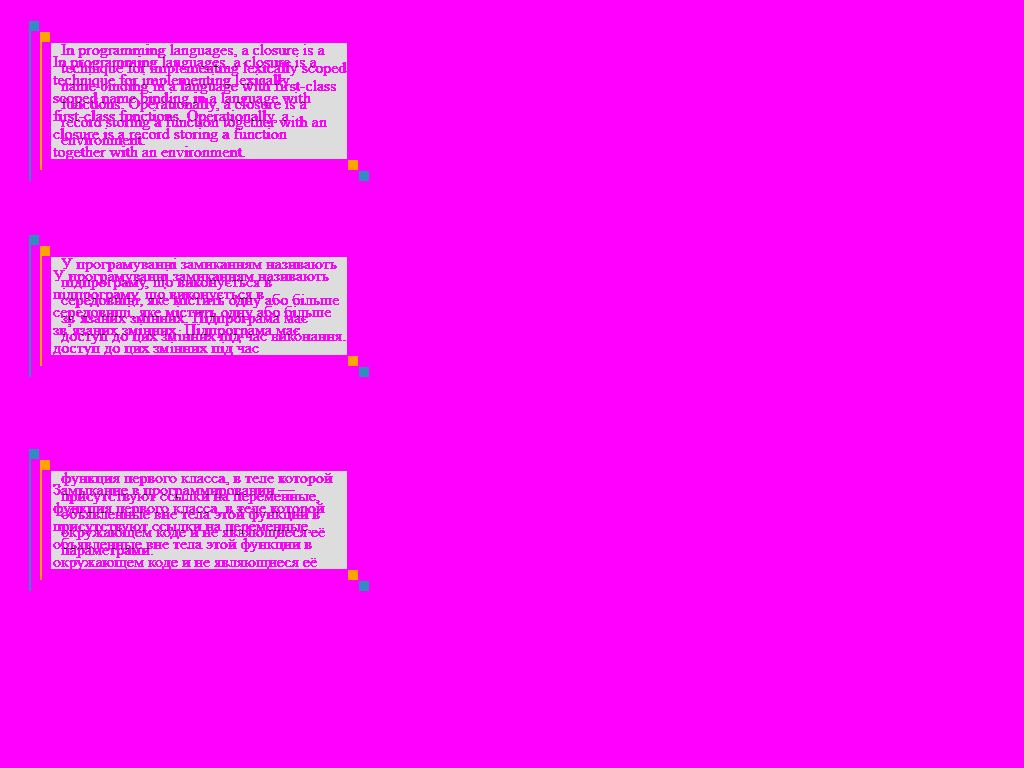 In programming languages, a closure is a
technique for implementing lexically scoped
name binding in a language with first-class
functions. Operationally, a closure is a
record storing a function together with an
environment.
In programming languages, a closure is a
technique for implementing lexically
scoped name binding in a language with
first-class functions. Operationally, a
closure is a record storing a function
together with an environment.
У програмуванні замиканням називають
підпрограму, що виконується в
середовищі, яке містить одну або більше
зв'язаних змінних. Підпрограма має
доступ до цих змінних під час виконання.
У програмуванні замиканням називають
підпрограму, що виконується в
середовищі, яке містить одну або більше
зв'язаних змінних. Підпрограма має
доступ до цих змінних під час
функция первого класса, в теле которой
присутствуют ссылки на переменные,
объявленные вне тела этой функции в
окружающем коде и не являющиеся её
параметрами.
Замыкание в программировании —
функция первого класса, в теле которой
присутствуют ссылки на переменные,
объявленные вне тела этой функции в
окружающем коде и не являющиеся её